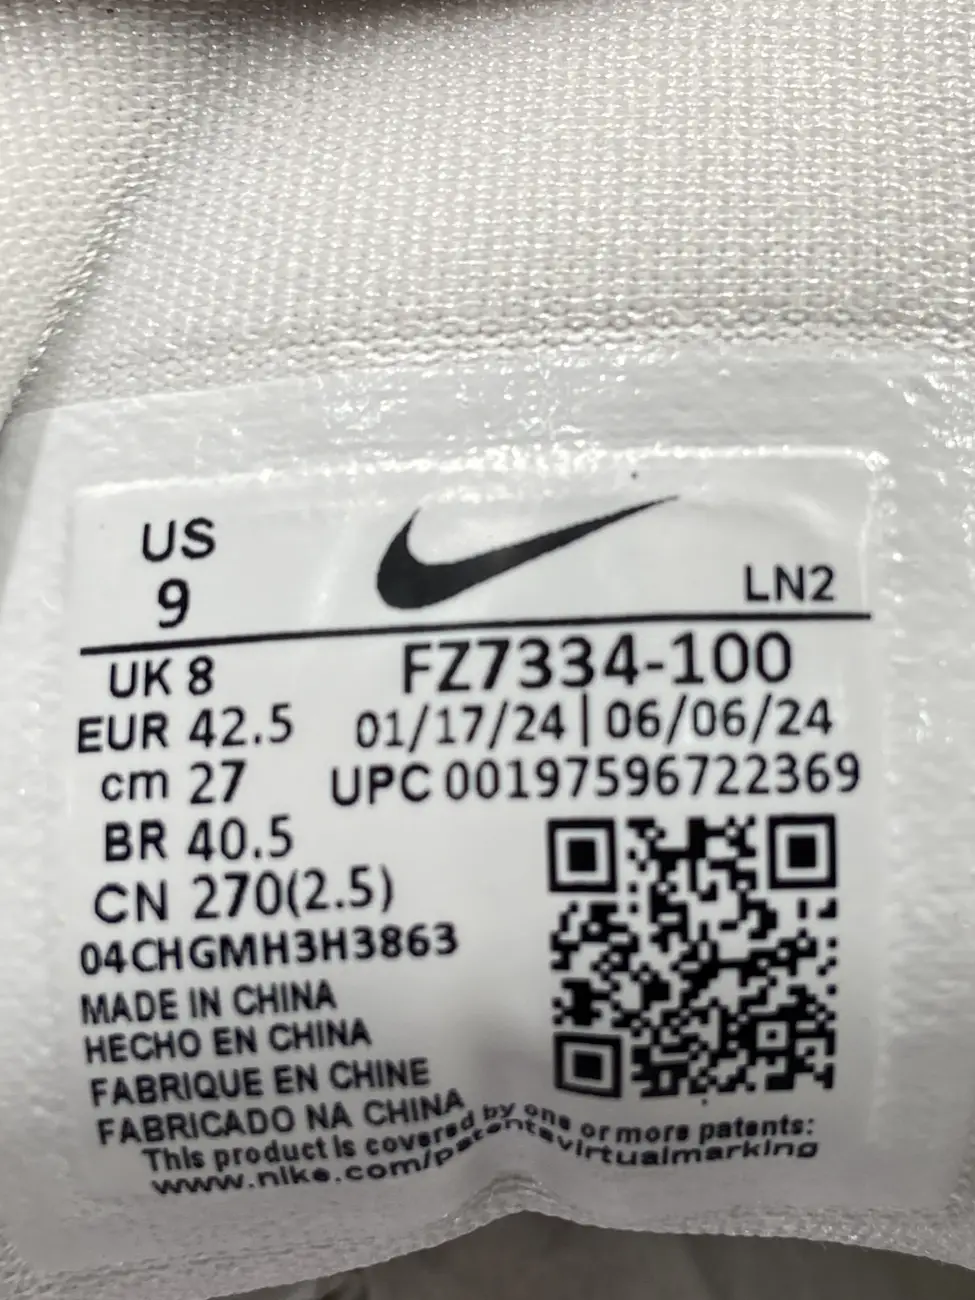 US
9
LN2
UK 8
FZ7334-100
EUR 42.5
01/17/24 | 06/06/24
cm 27
UPC 00197596722369
BR 40.5
CN 270(2.5)
04CHGMH3H3863
MADE IN CHINA
HECHO EN CHINA
FABRIQUE EN CHINE
FABRICADO NA CHINA
This product is covered by one or more patents:
www.nike.com/patentsvirtualmarking